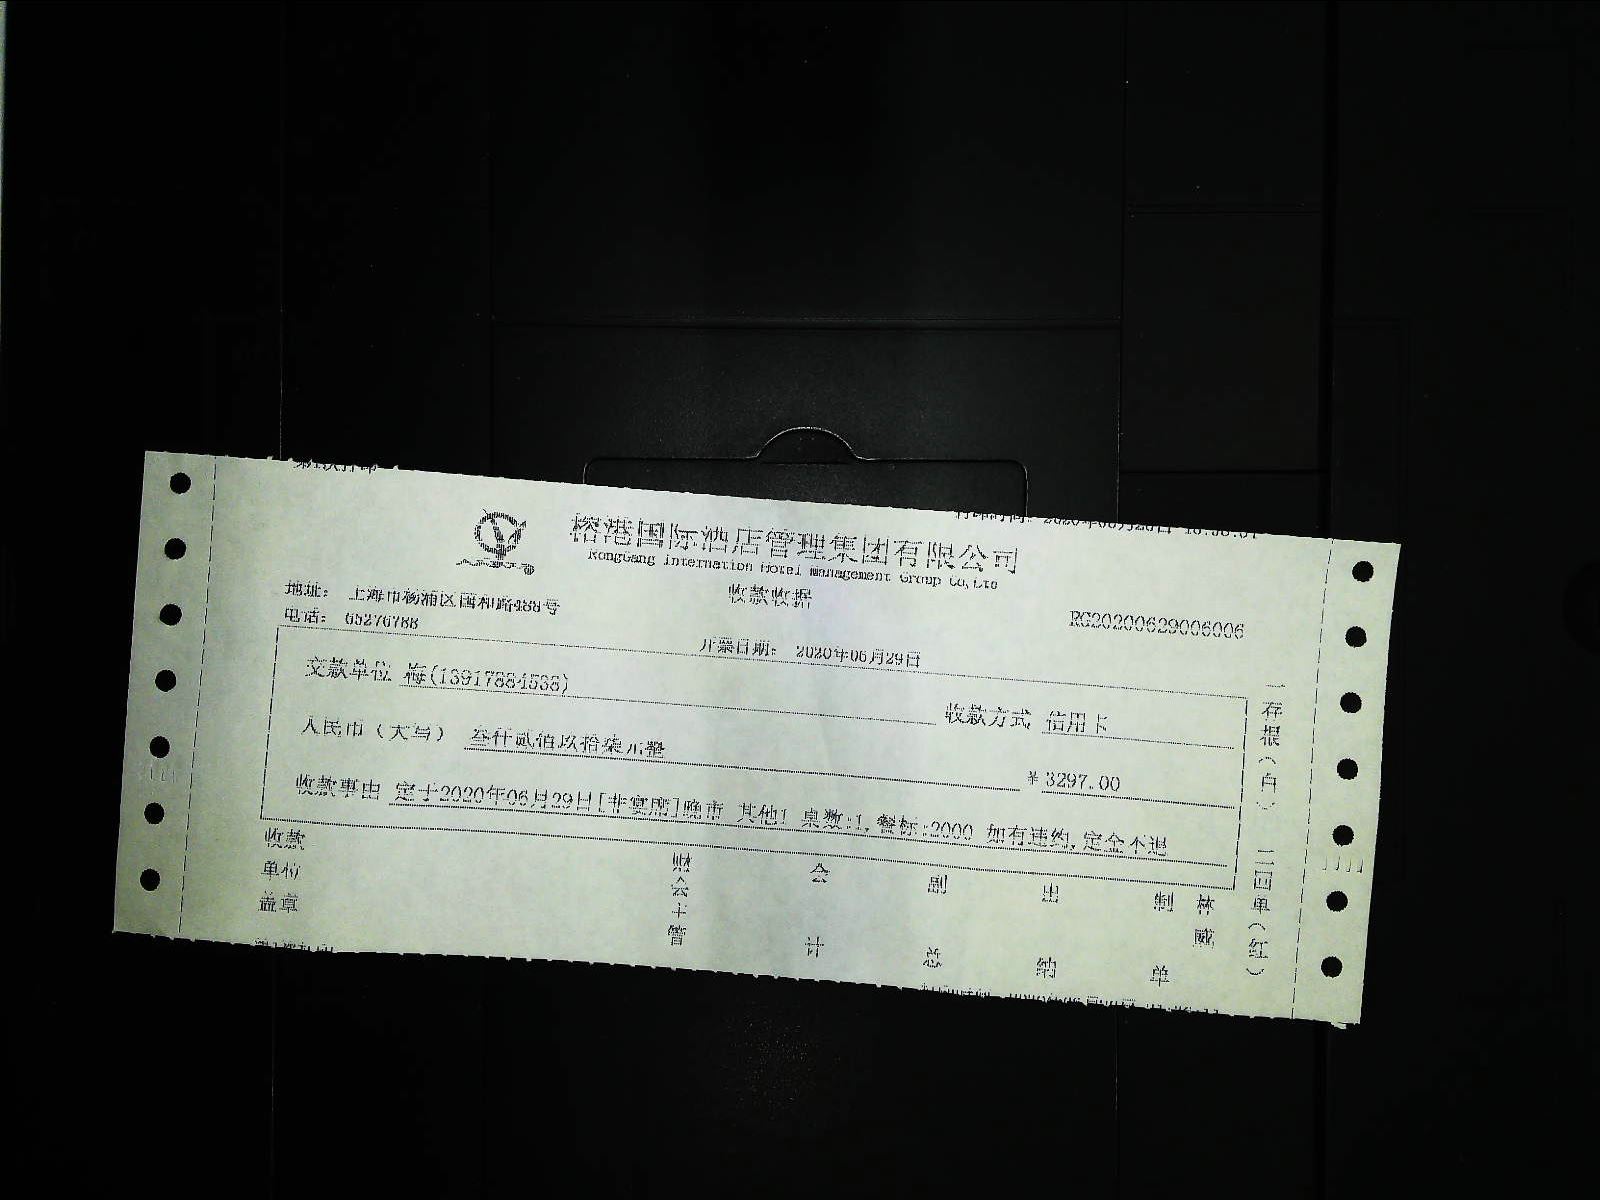 榕港国际酒店管理集团有限公司
RongGang Internation Hotel management Group Co,Ltd
收款收据
地址： 上海市杨浦区国和路488号
RG20200629006006
电话： 65276788
开票日期： 2020年06月29日
交款单位 梅(13917884538)
收款方式 信用卡
人民币（大写） 叁仟贰佰玖拾柒元整
￥3297.00
收款事由 定于2020年06月29日[非宴席]晚市 其他1 桌数:1,餐标:2000 如有违约,定金不退
收款单位盖章
财会主管
会计
副总
出纳
制单
林威
一存根（白） 二回单（红）